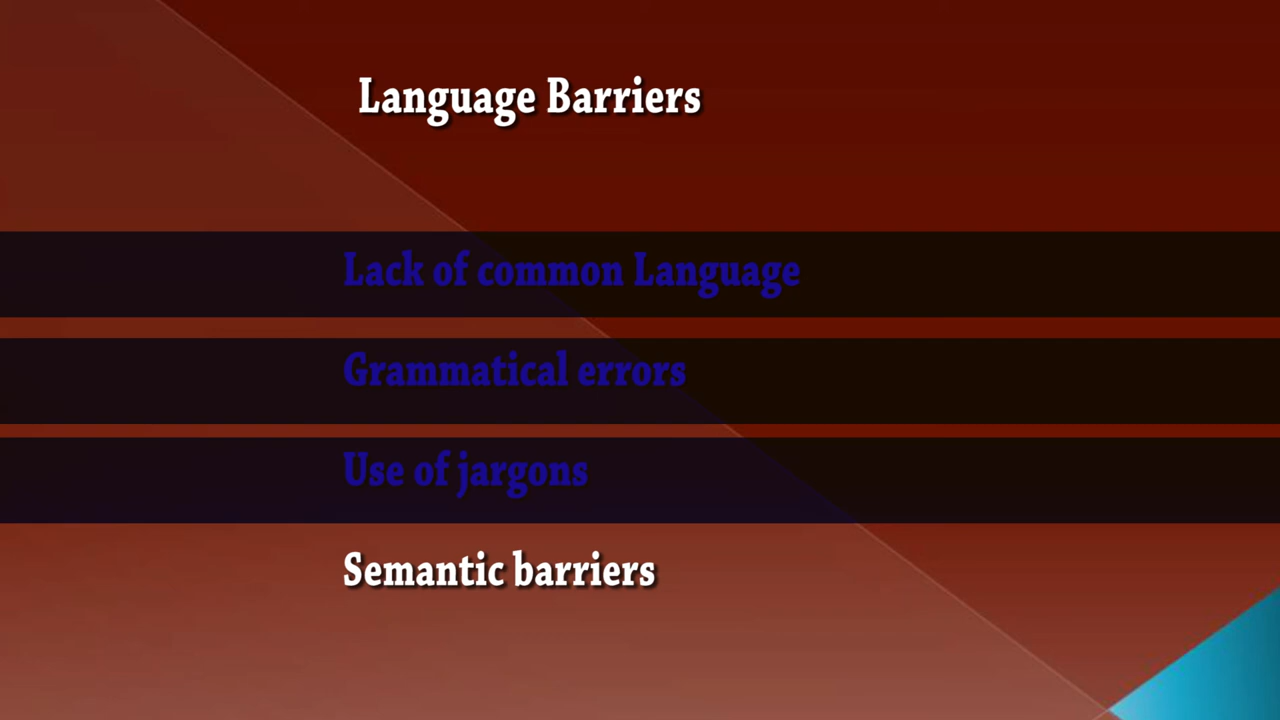 Language Barriers
Lack of common Language
Grammatical errors
Use of jargons
Semantic barriers